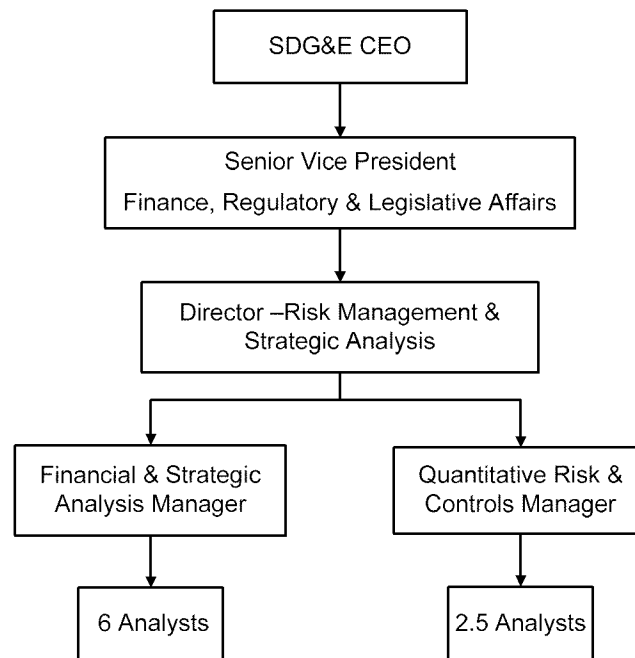 SDG&E CEO
Senior Vice President
Finance, Regulatory & Legislative Affairs
Director –Risk Management &
Strategic Analysis
Financial & Strategic
Analysis Manager
Quantitative Risk &
Controls Manager
6 Analysts
2.5 Analysts